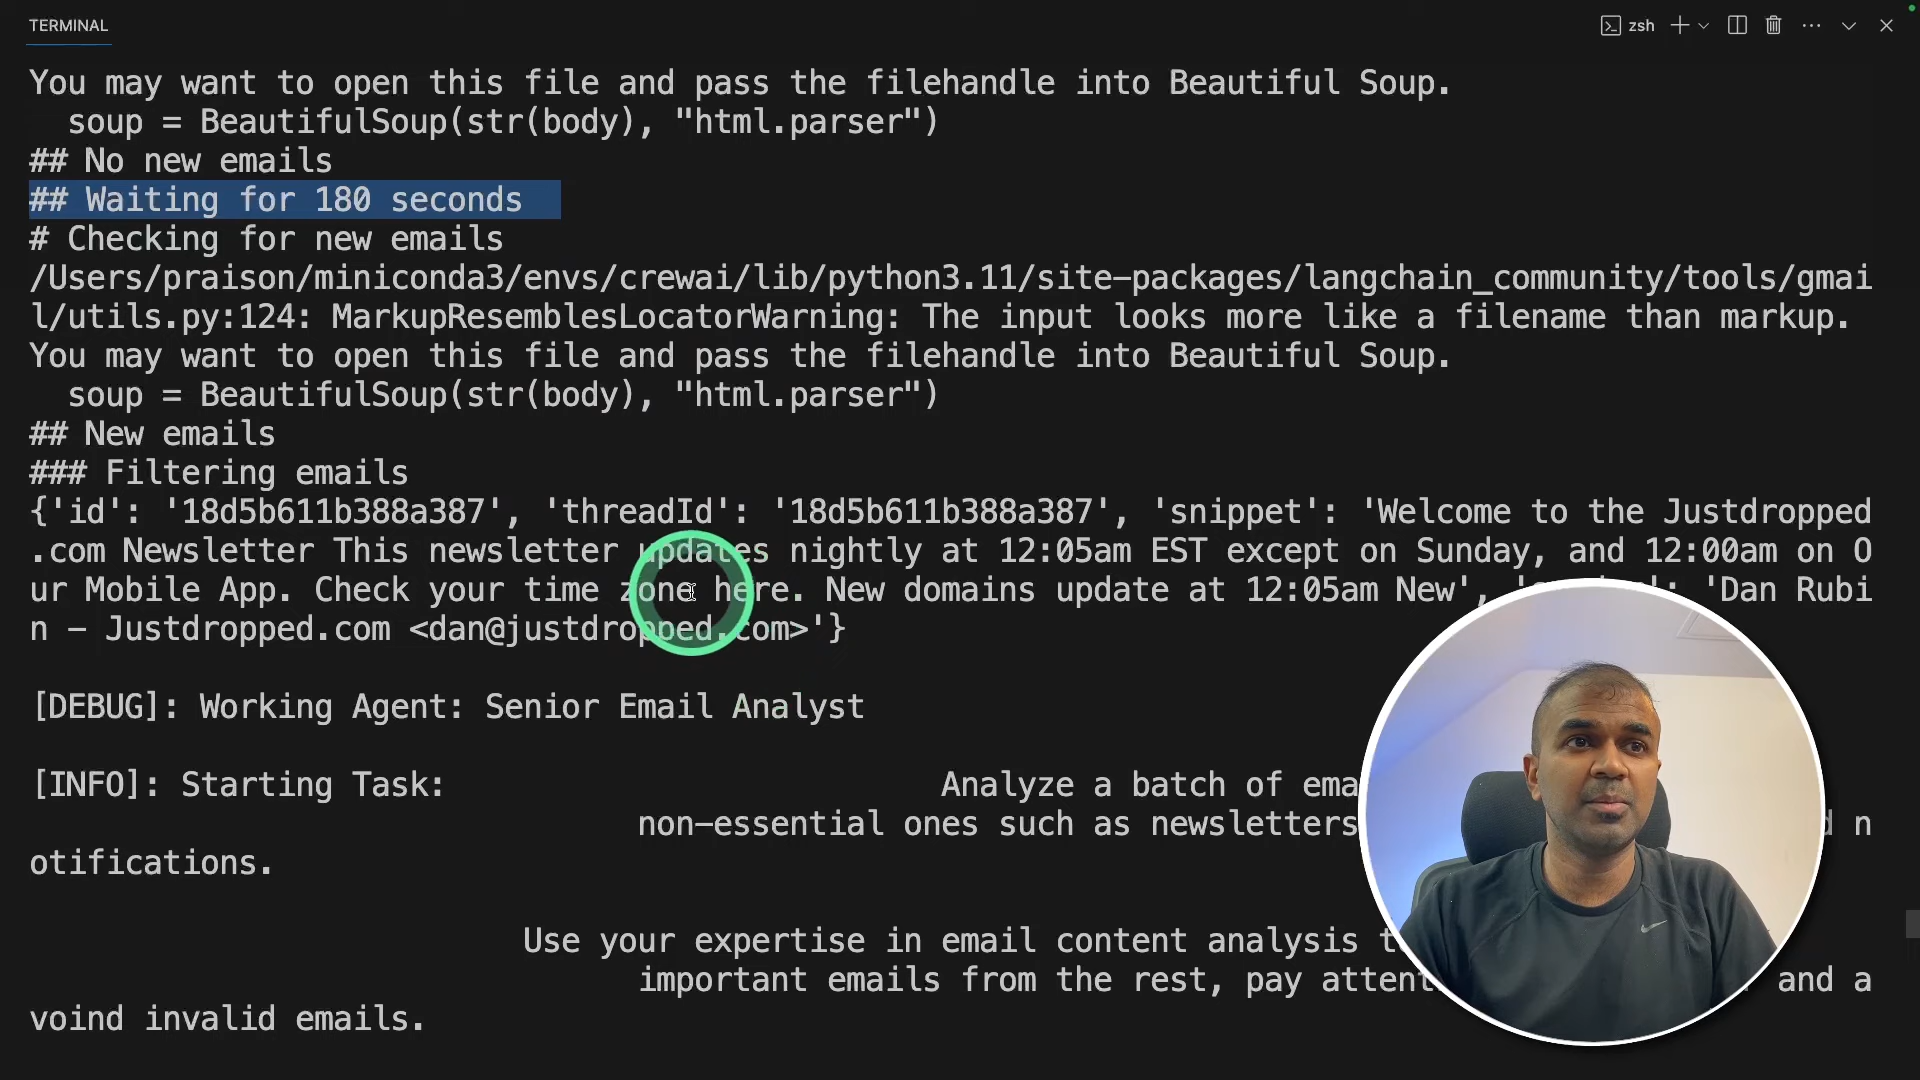 TERMINAL
zsh
You may want to open this file and pass the filehandle into Beautiful Soup.
soup = BeautifulSoup(str(body), "html.parser")
## No new emails
## Waiting for 180 seconds
# Checking for new emails
/Users/praison/miniconda3/envs/crewai/lib/python3.11/site-packages/langchain_community/tools/gmai
l/utils.py:124: MarkupResemblesLocatorWarning: The input looks more like a filename than markup.
You may want to open this file and pass the filehandle into Beautiful Soup.
soup = BeautifulSoup(str(body), "html.parser")
## New emails
### Filtering emails
{'id': '18d5b611b388a387', 'threadId': '18d5b611b388a387', 'snippet': 'Welcome to the Justdropped
.com Newsletter This newsletter updates nightly at 12:05am EST except on Sunday, and 12:00am on O
ur Mobile App. Check your time zone here. New domains update at 12:05am New', 'Dan Rubi
n - Justdropped.com <dan@justdropped.com>'}
[DEBUG]: Working Agent: Senior Email Analyst
[INFO]: Starting Task: Analyze a batch of ema
non-essential ones such as newsletters n
otifications.
Use your expertise in email content analysis t
important emails from the rest, pay attent and a
voind invalid emails.